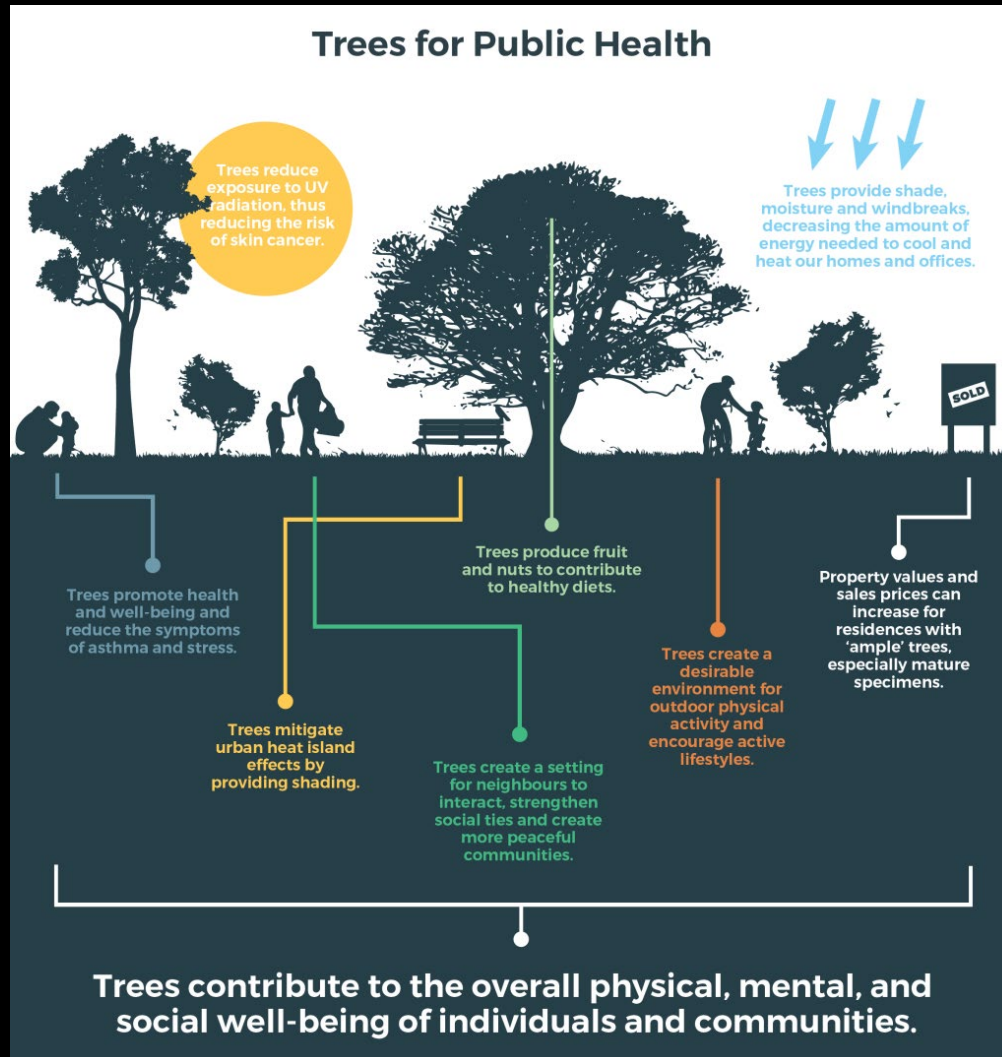 Trees for Public Health
Trees reduce
exposure to UV
radiation, thus
reducing the risk
of skin cancer.
Trees provide shade,
moisture and windbreaks,
decreasing the amount of
energy needed to cool and
heat our homes and offices.
SOLD
Trees promote health
and well-being and
reduce the symptoms
of asthma and stress.
Trees mitigate
urban heat island
effects by
providing shading.
Trees produce fruit
and nuts to contribute
to healthy diets.
Trees create a setting
for neighbours to
interact, strengthen
social ties and create
more peaceful
communities.
Trees create a
desirable
environment for
outdoor physical
activity and
encourage active
lifestyles.
Property values and
sales prices can
increase for
residences with
‘ample’ trees,
especially mature
specimens.
Trees contribute to the overall physical, mental, and
social well-being of individuals and communities.